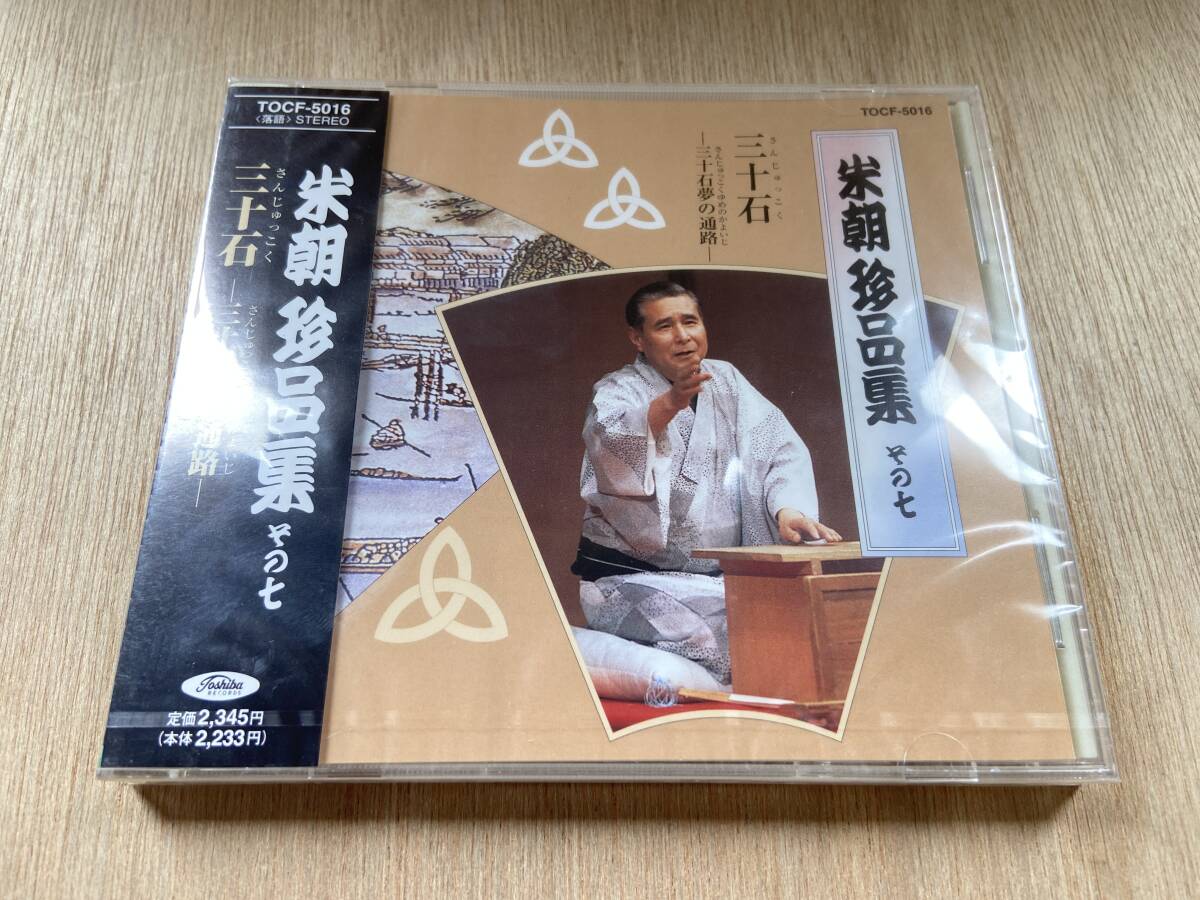 TOCF-5016
〈落語〉STEREO
米朝 珍品集 その七
さんじゅっこく
三十石
通路―
Toshiba
RECORDS
定価2,345円
(本体2,233円)
TOCF-5016
米朝 珍品集 その七
さんじゅっこく
三十石
さんじゅっこくゆめのかよいじ
―三十石夢の通路―